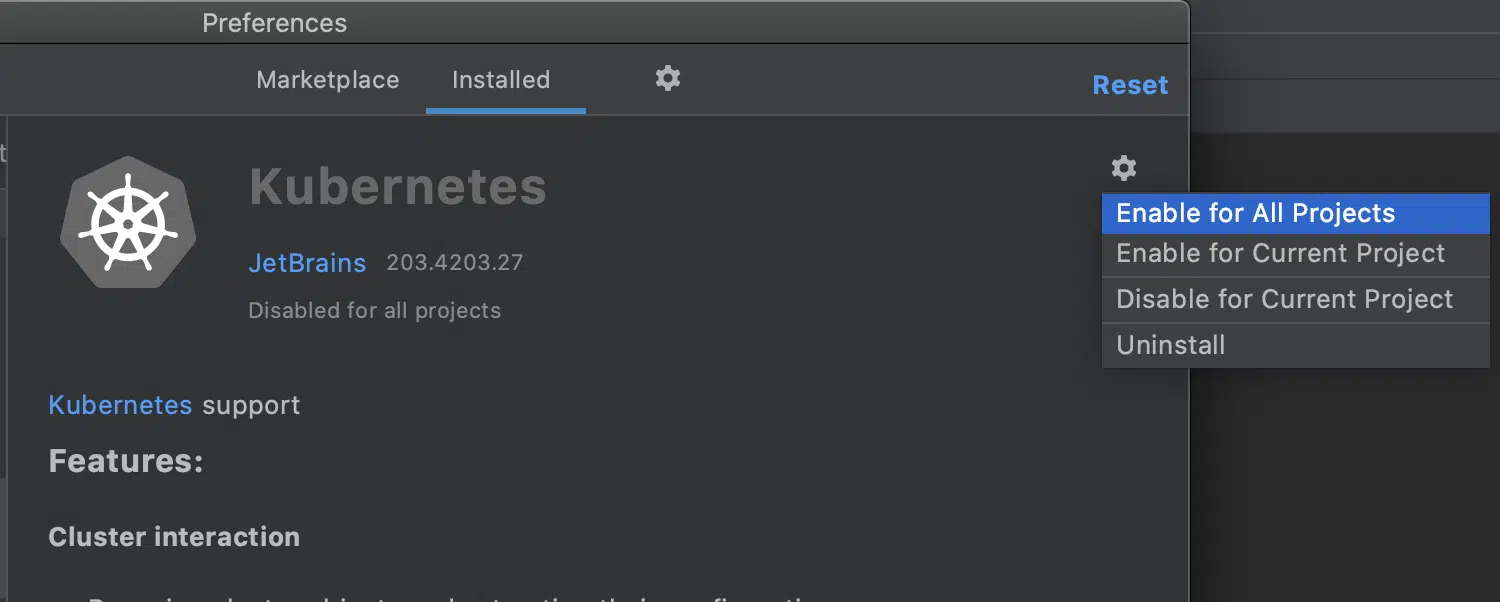 Preferences
Marketplace
Installed
Reset
Kubernetes
JetBrains 203.4203.27
Disabled for all projects
Enable for All Projects
Enable for Current Project
Disable for Current Project
Uninstall
Kubernetes support
Features:
Cluster interaction